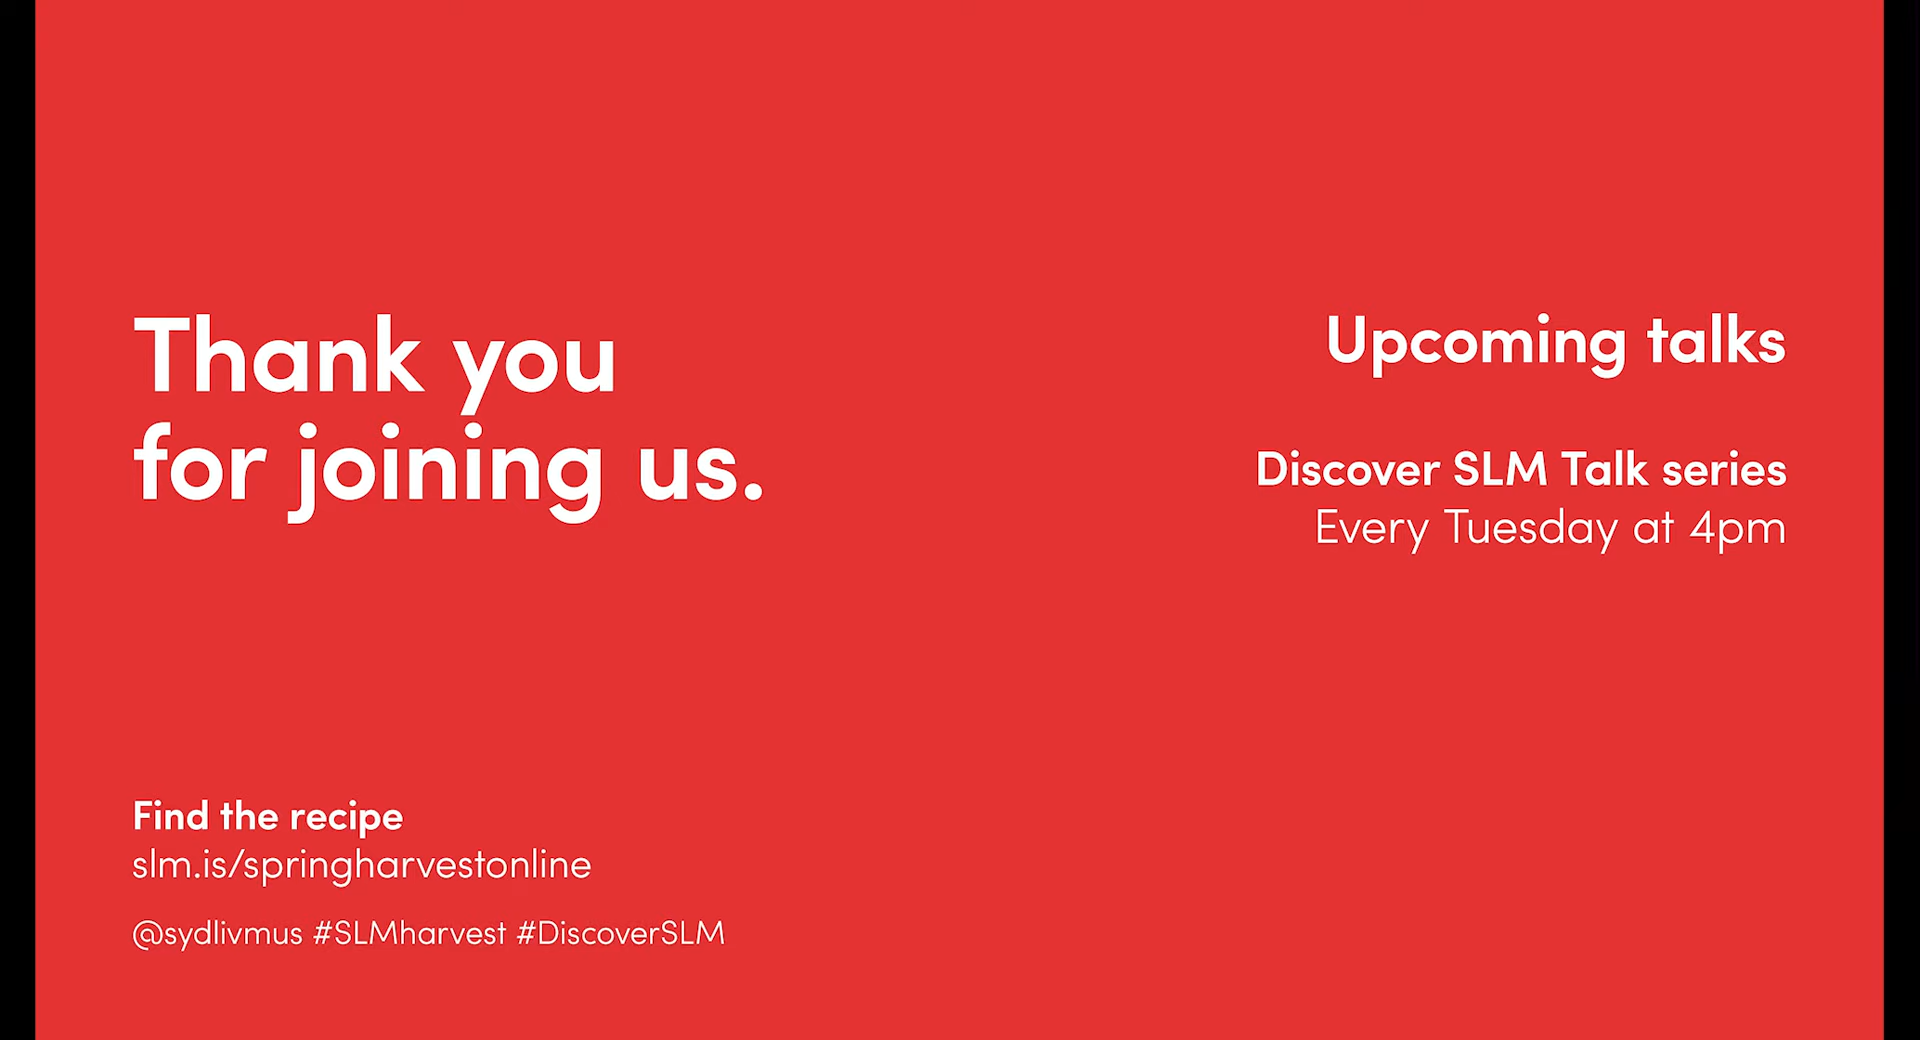 Thank you
for joining us.
Upcoming talks
Discover SLM Talk series
Every Tuesday at 4pm
Find the recipe
slm.is/springharvestonline
@sydlivmus #SLMharvest #DiscoverSLM